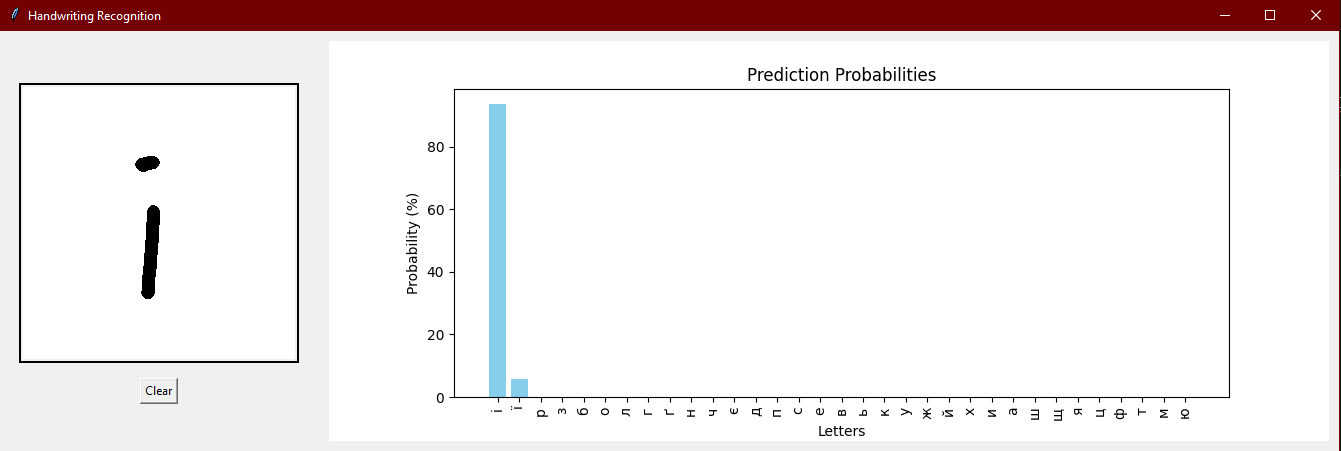 Handwriting Recognition
і
Clear
Prediction Probabilities
Probability (%)
80
60
40
20
0
і ї р з б о л г ґ н ч є д п с е в ь к у ж й х и а ш щ я ц ф т м ю
Letters